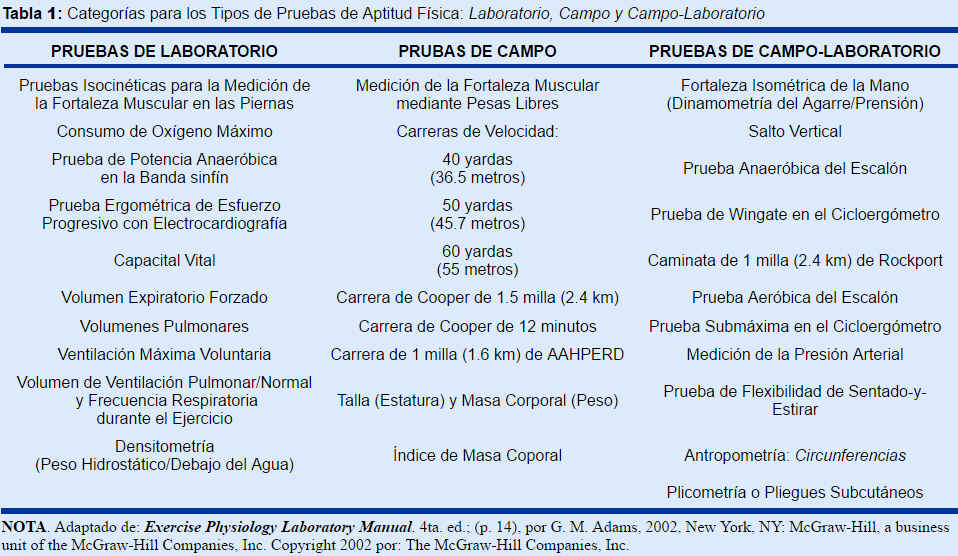 Tabla 1: Categorías para los Tipos de Pruebas de Aptitud Física: Laboratorio, Campo y Campo-Laboratorio
PRUEBAS DE LABORATORIO
Pruebas Isocinéticas para la Medición de
la Fortaleza Muscular en las Piernas
Consumo de Oxígeno Máximo
Prueba de Potencia Anaeróbica
en la Banda sinfín
Prueba Ergométrica de Esfuerzo
Progresivo con Electrocardiografía
Capacital Vital
Volumen Expiratorio Forzado
Volumenes Pulmonares
Ventilación Máxima Voluntaria
Volumen de Ventilación Pulmonar/Normal
y Frecuencia Respiratoria
durante el Ejercicio
Densitometría
(Peso Hidrostático/Debajo del Agua)
PRUBAS DE CAMPO
Medición de la Fortaleza Muscular
mediante Pesas Libres
Carreras de Velocidad:
40 yardas
(36.5 metros)
50 yardas
(45.7 metros)
60 yardas
(55 metros)
Carrera de Cooper de 1.5 milla (2.4 km)
Carrera de Cooper de 12 minutos
Carrera de 1 milla (1.6 km) de AAHPERD
Talla (Estatura) y Masa Corporal (Peso)
Índice de Masa Coporal
PRUEBAS DE CAMPO-LABORATORIO
Fortaleza Isométrica de la Mano
(Dinamometría del Agarre/Prensión)
Salto Vertical
Prueba Anaeróbica del Escalón
Prueba de Wingate en el Cicloergómetro
Caminata de 1 milla (2.4 km) de Rockport
Prueba Aeróbica del Escalón
Prueba Submáxima en el Cicloergómetro
Medición de la Presión Arterial
Prueba de Flexibilidad de Sentado-y-
Estirar
Antropometría: Circunferencias
Plicometría o Pliegues Subcutáneos
NOTA. Adaptado de: Exercise Physiology Laboratory Manual. 4ta. ed.; (p. 14), por G. M. Adams, 2002, New York, NY: McGraw-Hill, a business
unit of the McGraw-Hill Companies, Inc. Copyright 2002 por: The McGraw-Hill Companies, Inc.